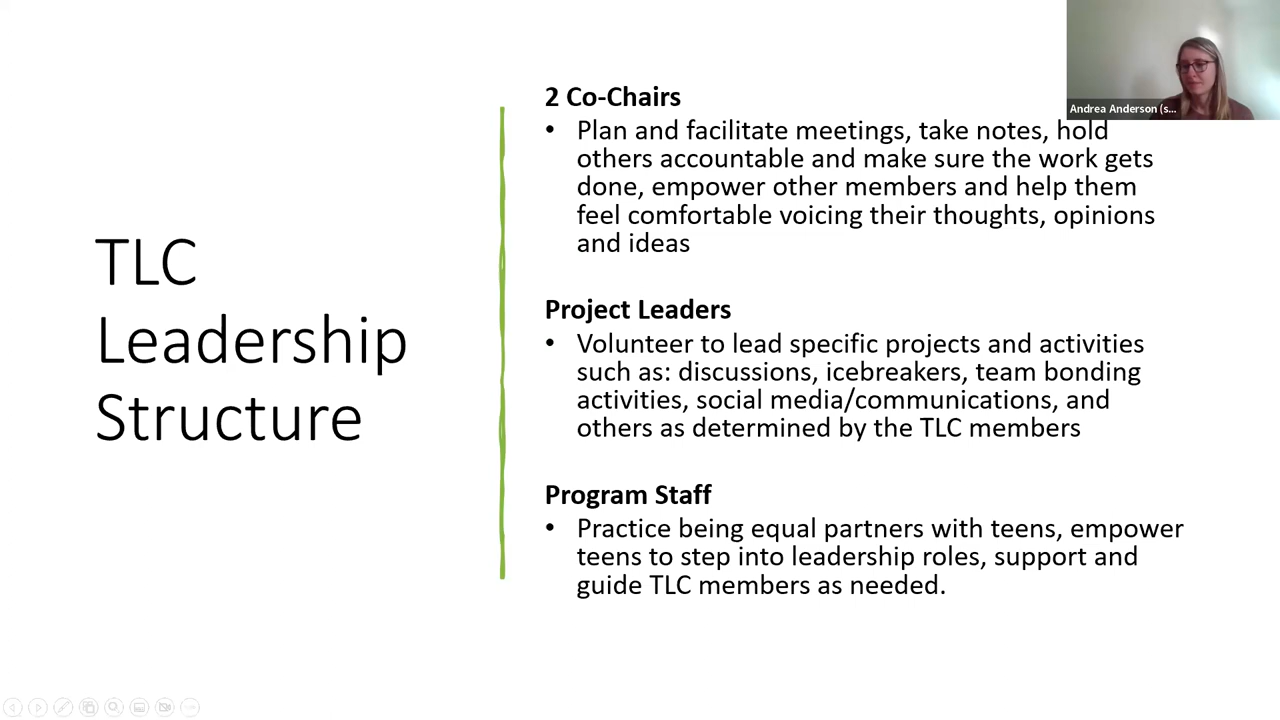 TLC
Leadership
Structure
2 Co-Chairs
• Plan and facilitate meetings, take notes, hold
others accountable and make sure the work gets
done, empower other members and help them
feel comfortable voicing their thoughts, opinions
and ideas
Project Leaders
• Volunteer to lead specific projects and activities
such as: discussions, icebreakers, team bonding
activities, social media/communications, and
others as determined by the TLC members
Program Staff
• Practice being equal partners with teens, empower
teens to step into leadership roles, support and
guide TLC members as needed.
Andrea Anderson (s...